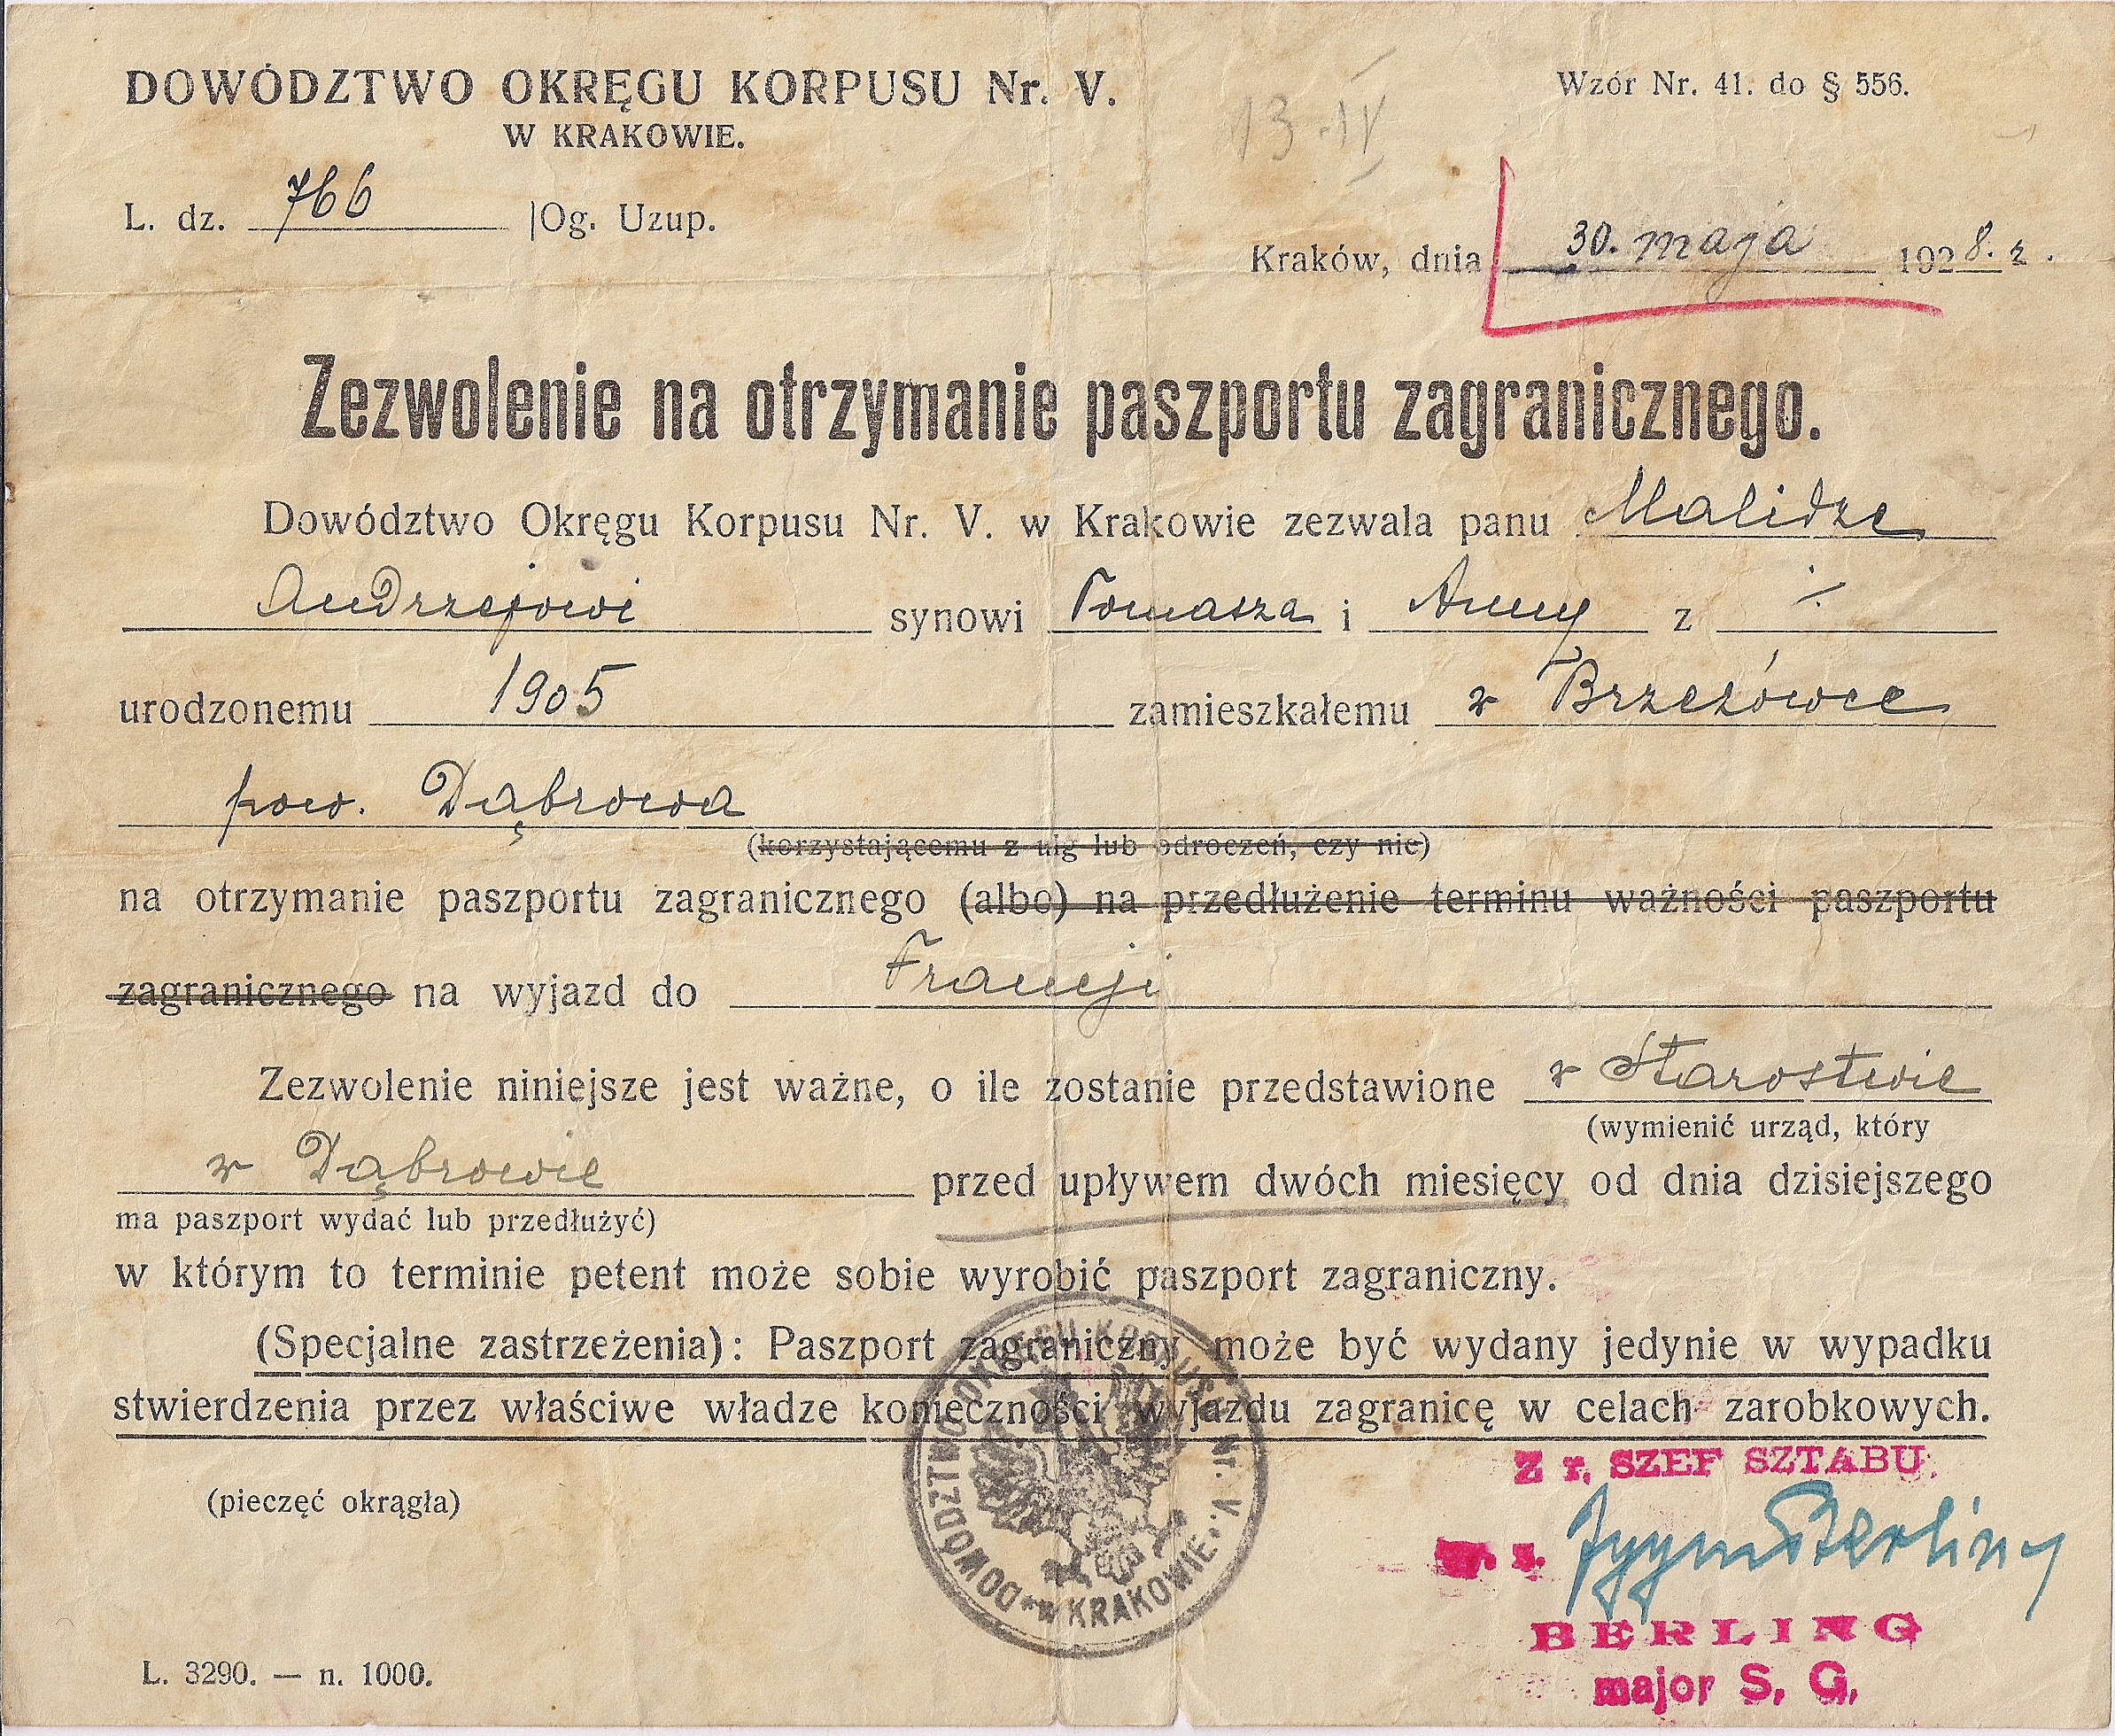 DOWÓDZTWO OKRĘGU KORPUSU Nr. V.
W KRAKOWIE.
Wzór Nr. 41. do § 556.
13.IV
L. dz. 766 |Og. Uzup.
Kraków, dnia 30. maja 1928. r.
Zezwolenie na otrzymanie paszportu zagranicznego.
Dowództwo Okręgu Korpusu Nr. V. w Krakowie zezwala panu Malidze
Andrzejowi synowi Tomasza i Anny z ./.
urodzonemu 1905 zamieszkałemu w Brzezówce
pow. Dąbrowa
(korzystającemu z ulg lub odroczeń, czy nie)
na otrzymanie paszportu zagranicznego (albo) na przedłużenie terminu ważności paszportu
zagranicznego na wyjazd do Francji
Zezwolenie niniejsze jest ważne, o ile zostanie przedstawione w Starostwie
(wymienić urząd, który
w Dąbrowie przed upływem dwóch miesięcy od dnia dzisiejszego
ma paszport wydać lub przedłużyć)
w którym to terminie petent może sobie wyrobić paszport zagraniczny.
(Specjalne zastrzeżenia): Paszport zagraniczny może być wydany jedynie w wypadku
stwierdzenia przez właściwe władze konieczności wyjazdu zagranicę w celach zarobkowych.
Z r. SZEF SZTABU.
(pieczęć okrągła)
DOWÓDZTWO OKRĘGU KORPUSU Nr. V. * w KRAKOWIE. *
Zygm Berling
BERLING
major S. G.
L. 3290. — n. 1000.